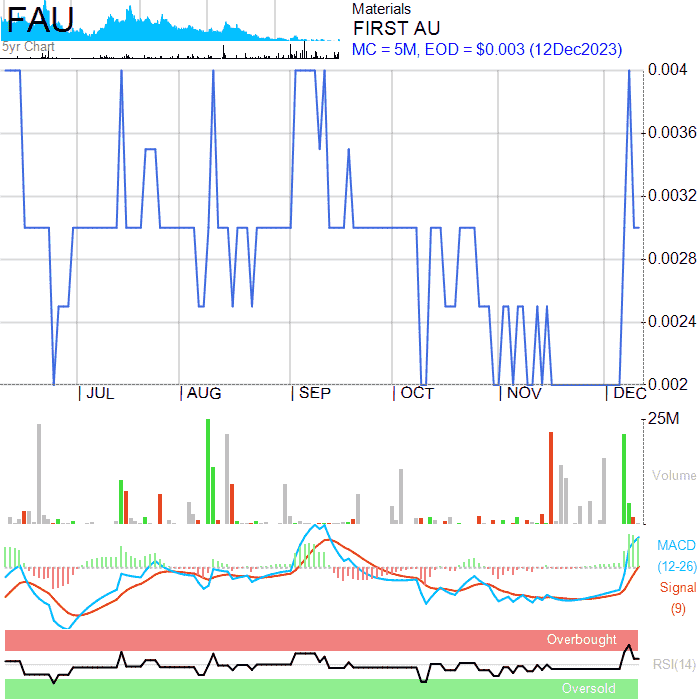 FAU
5yr Chart
Materials
FIRST AU
MC = 5M, EOD = $0.003 (12Dec2023)
0.004
0.0036
0.0032
0.0028
0.0024
0.002
JUL
AUG
SEP
OCT
NOV
DEC
25M
Volume
MACD
(12-26)
Signal
(9)
Overbought
RSI(14)
Oversold